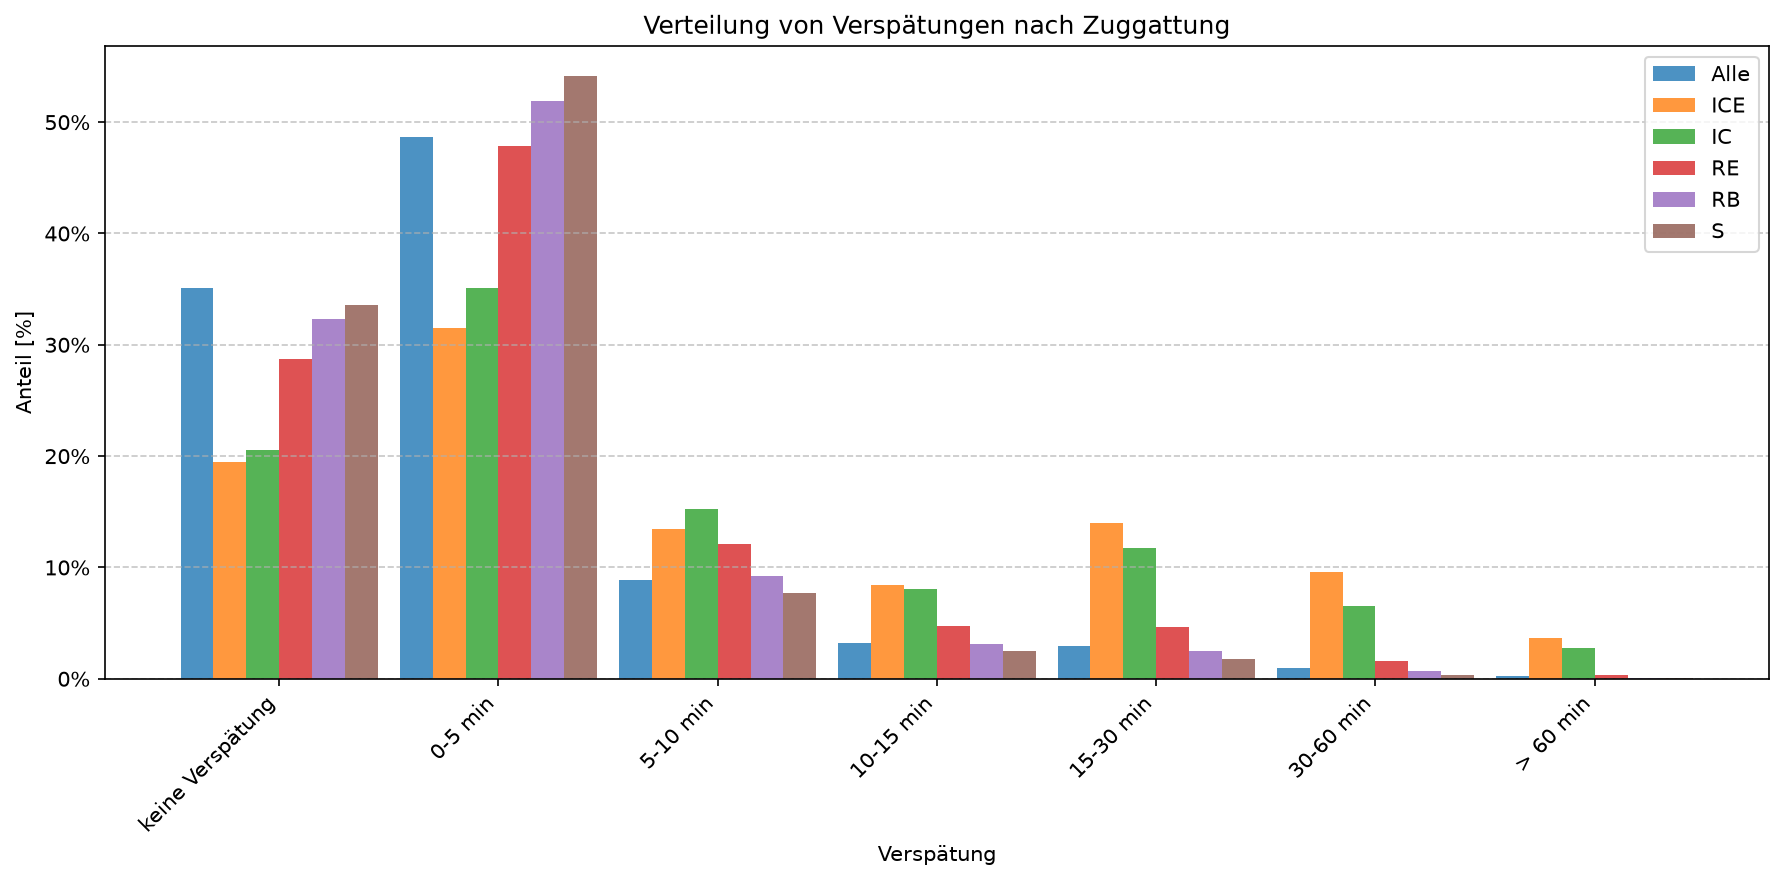 Verteilung von Verspätungen nach Zuggattung
Alle
ICE
IC
RE
RB
S
Anteil [%]
50%
40%
30%
20%
10%
0%
keine Verspätung
0-5 min
5-10 min
10-15 min
15-30 min
30-60 min
> 60 min
Verspätung